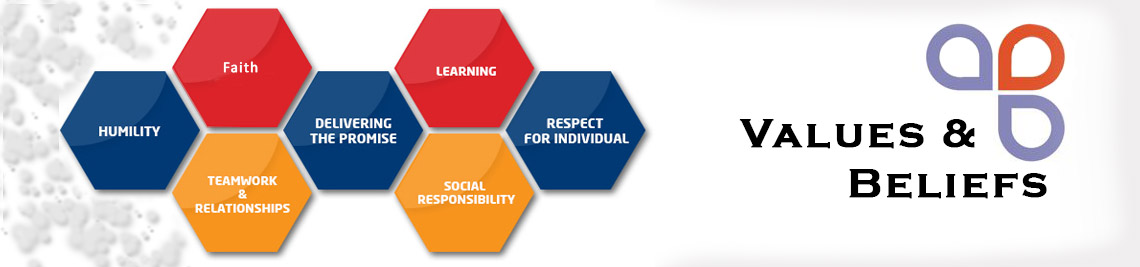 Faith
LEARNING
HUMILITY
DELIVERING
THE PROMISE
RESPECT
FOR INDIVIDUAL
TEAMWORK
&
RELATIONSHIPS
SOCIAL
RESPONSIBILITY
VALUES &
BELIEFS